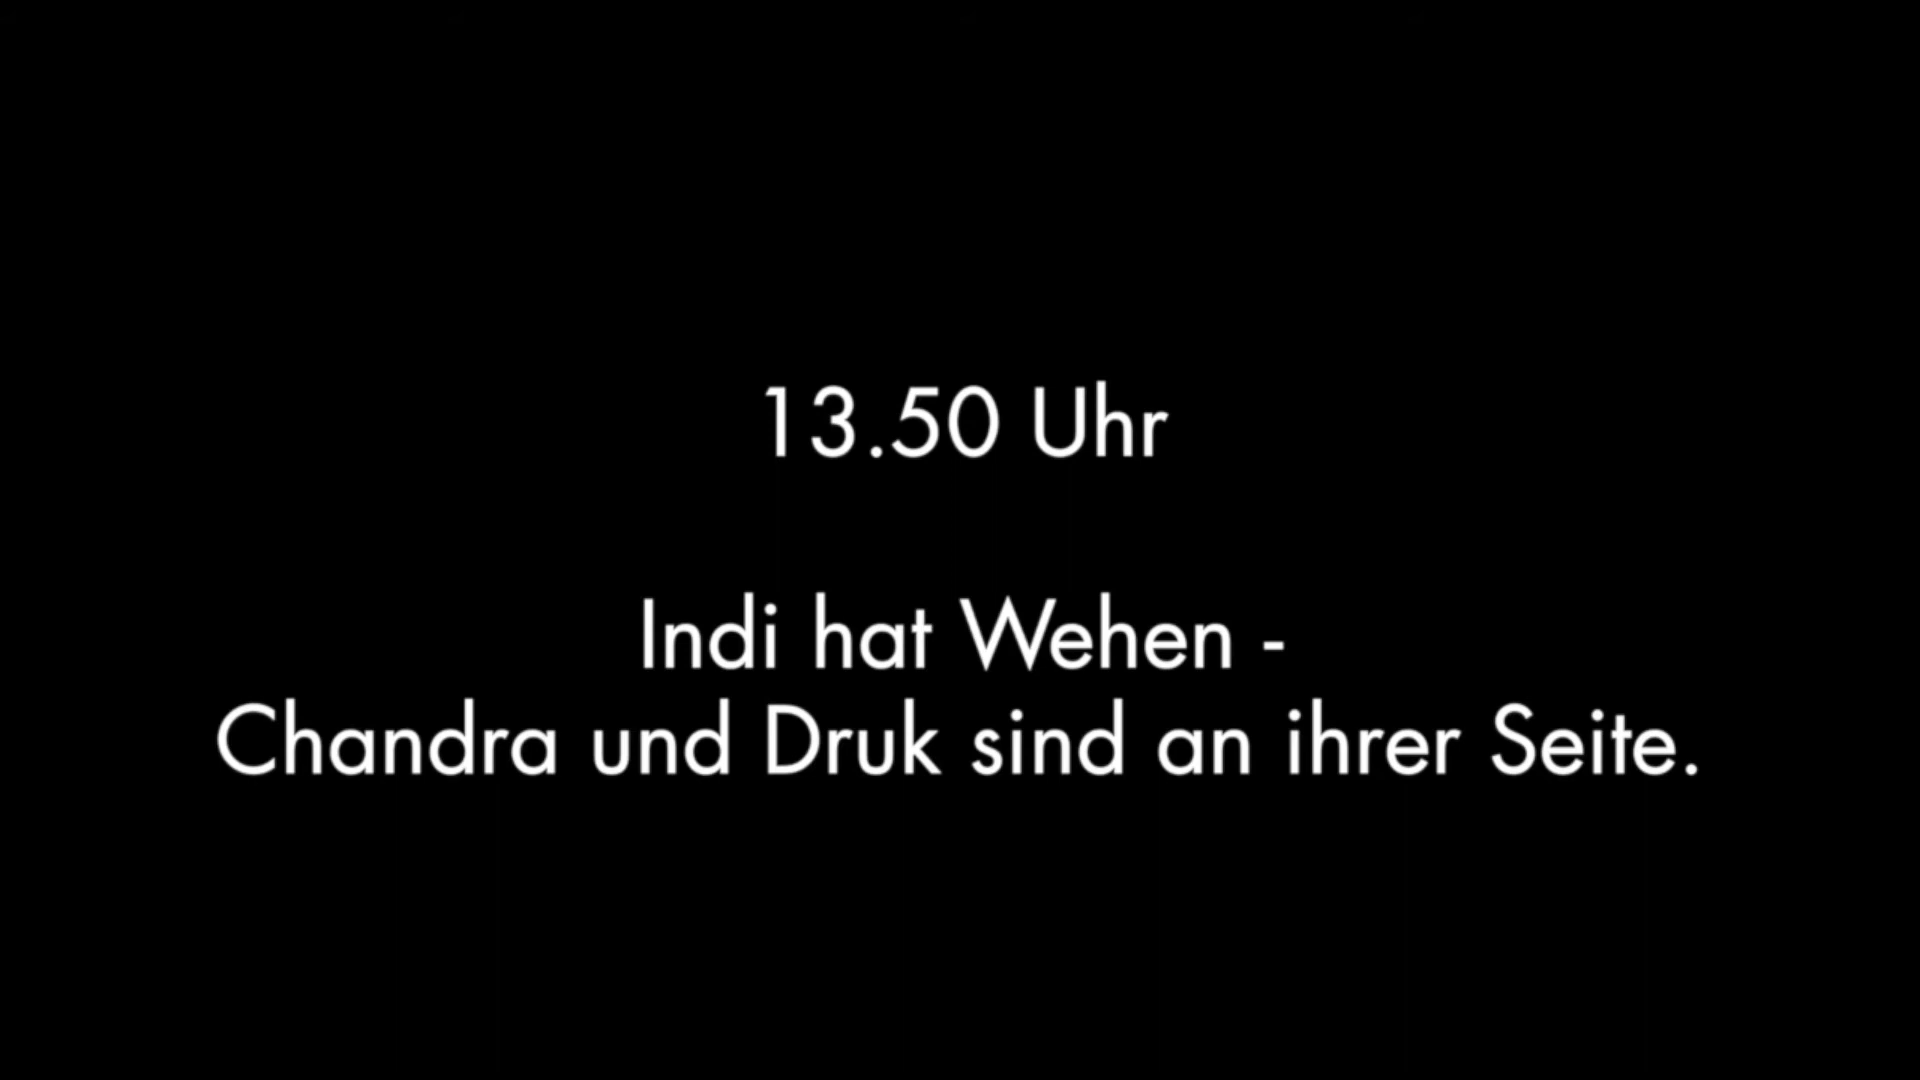 13.50 Uhr
Indi hat Wehen -
Chandra und Druk sind an ihrer Seite.